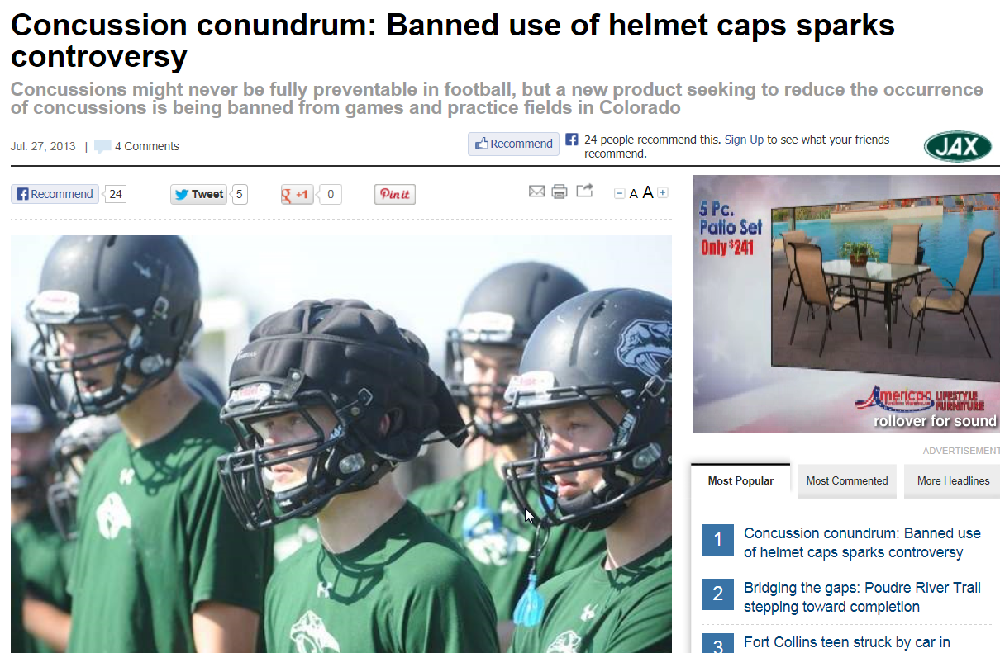 Concussion conundrum: Banned use of helmet caps sparks
controversy
Concussions might never be fully preventable in football, but a new product seeking to reduce the occurrence
of concussions is being banned from games and practice fields in Colorado
Jul. 27, 2013 | 4 Comments
Recommend
24 people recommend this. Sign Up to see what your friends
recommend.
JAX
Recommend 24
Tweet 5
g +1 0
Pin it
A A
5 Pc.
Patio Set
Only $241
American
LIFESTYLE
FURNITURE
rollover for sound
ADVERTISEMENT
Most Popular
Most Commented
More Headlines
1 Concussion conundrum: Banned use
of helmet caps sparks controversy
2 Bridging the gaps: Poudre River Trail
stepping toward completion
3 Fort Collins teen struck by car in